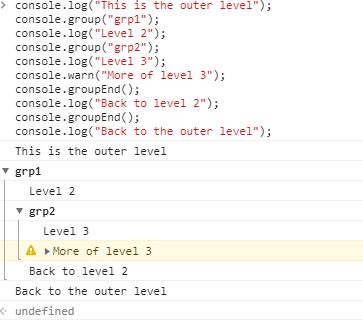 console.log("This is the outer level");
console.group("grp1");
console.log("Level 2");
console.group("grp2");
console.log("Level 3");
console.warn("More of level 3");
console.groupEnd();
console.log("Back to level 2");
console.groupEnd();
console.log("Back to the outer level");
This is the outer level
grp1
Level 2
grp2
Level 3
More of level 3
Back to level 2
Back to the outer level
undefined